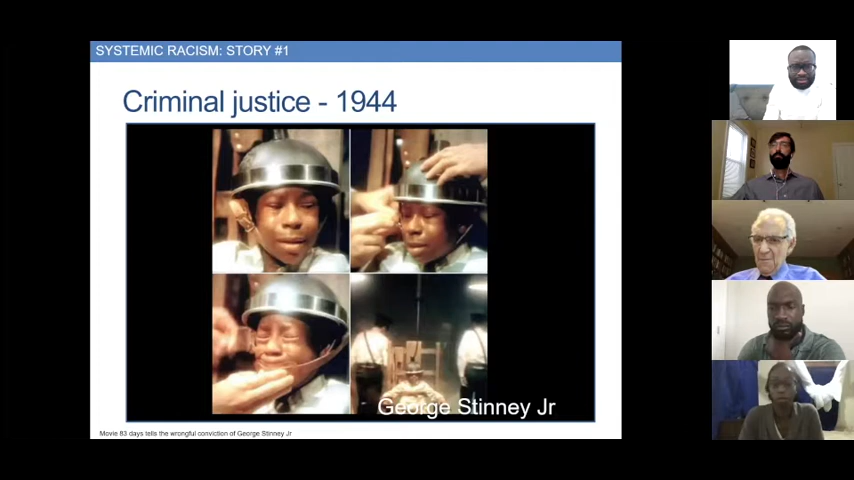 SYSTEMIC RACISM: STORY #1
Criminal justice - 1944
George Stinney Jr
Movie 83 days tells the wrongful conviction of George Stinney Jr